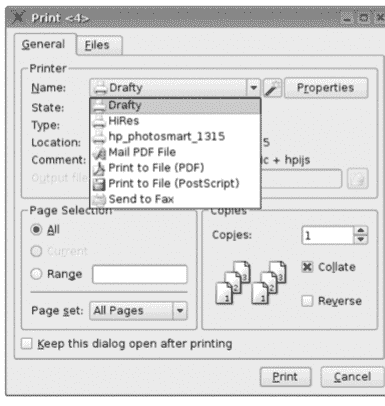 Print <4>
General Files
Printer
Name: Drafty Properties
State: Drafty
Type: HiRes
hp_photosmart_1315
Location: 5
Mail PDF File
Comment: Print to File (PDF) ic + hpijs
Output file Print to File (PostScript)
Send to Fax
Page Selection Copies
All
Copies: 1
Current
Range
Collate
Reverse
Page set: All Pages
Keep this dialog open after printing
Print Cancel